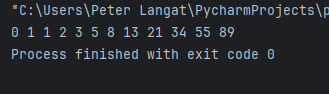 "C:\Users\Peter Langat\PycharmProjects\p
0 1 1 2 3 5 8 13 21 34 55 89
Process finished with exit code 0